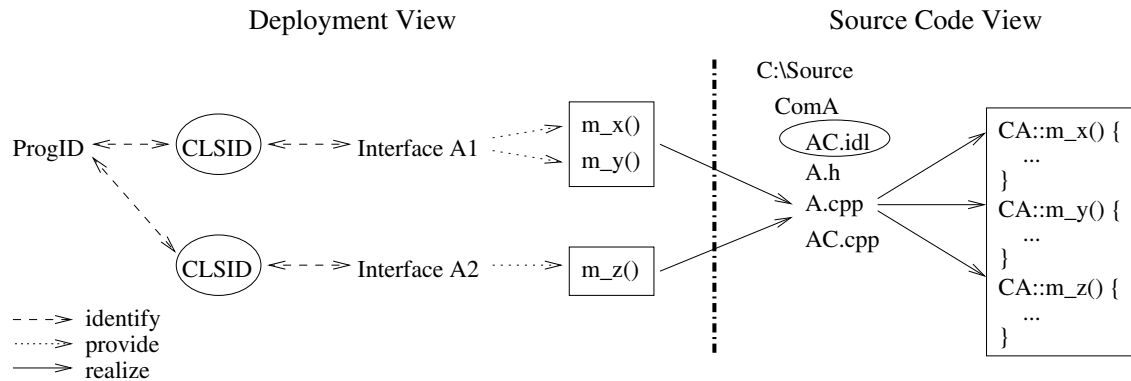 Deployment View
Source Code View
ProgID
CLSID
Interface A1
m_x()
m_y()
CLSID
Interface A2
m_z()
identify
provide
realize
C:\Source
ComA
AC.idl
A.h
A.cpp
AC.cpp
CA::m_x() {
...
}
CA::m_y() {
...
}
CA::m_z() {
...
}